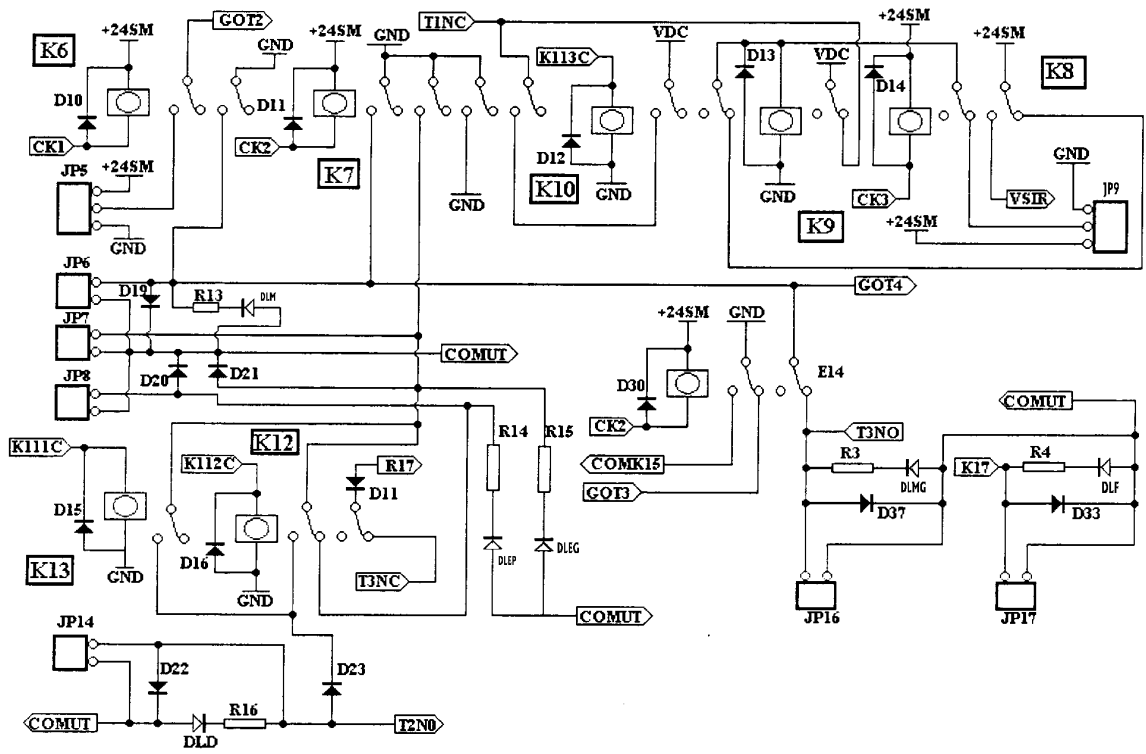 GOT2
T1NC
+24SM
+24SM
VDC
+24SM
+24SM
K6
GND
GND
K113C
D13
VDC
K8
D10
D11
D14
CK1
CK2
D12
JP5
+24SM
K7
K10
GND
GND
GND
GND
K9
CK3
VSIR
JP9
GND
+24SM
JP6
D19
R13
DLM
GOT4
JP7
COMUT
+24SM
GND
JP8
D20
D21
D30
E14
CK2
COMUT
K111C
K12
K112C
R17
R14
R15
COMK15
T3NO
R3
DLMG
K17
R4
DLF
GOT3
D11
D15
D37
D33
K13
GND
D16
GND
T3NC
DLEP
DLEG
COMUT
JP16
JP17
JP14
D22
D23
COMUT
DLD
R16
T2N0